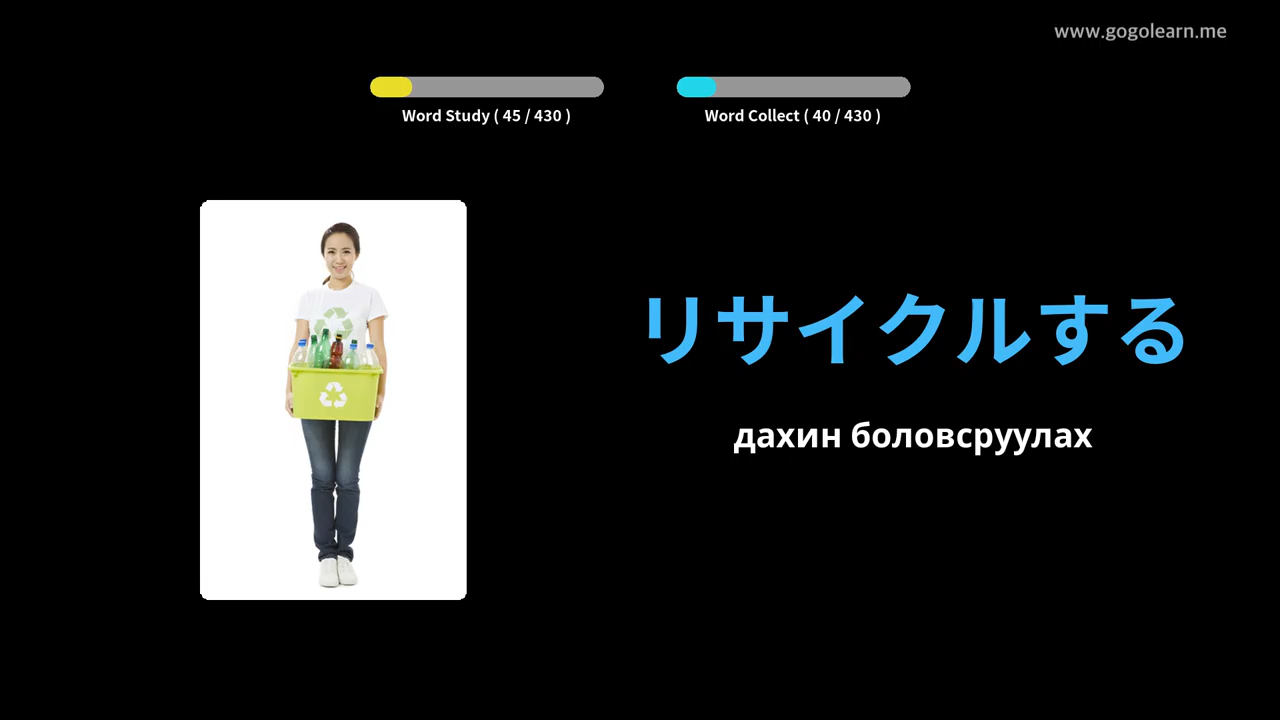 www.gogolearn.me
Word Study ( 45 / 430 )
Word Collect ( 40 / 430 )
リサイクルする
дахин боловсруулах